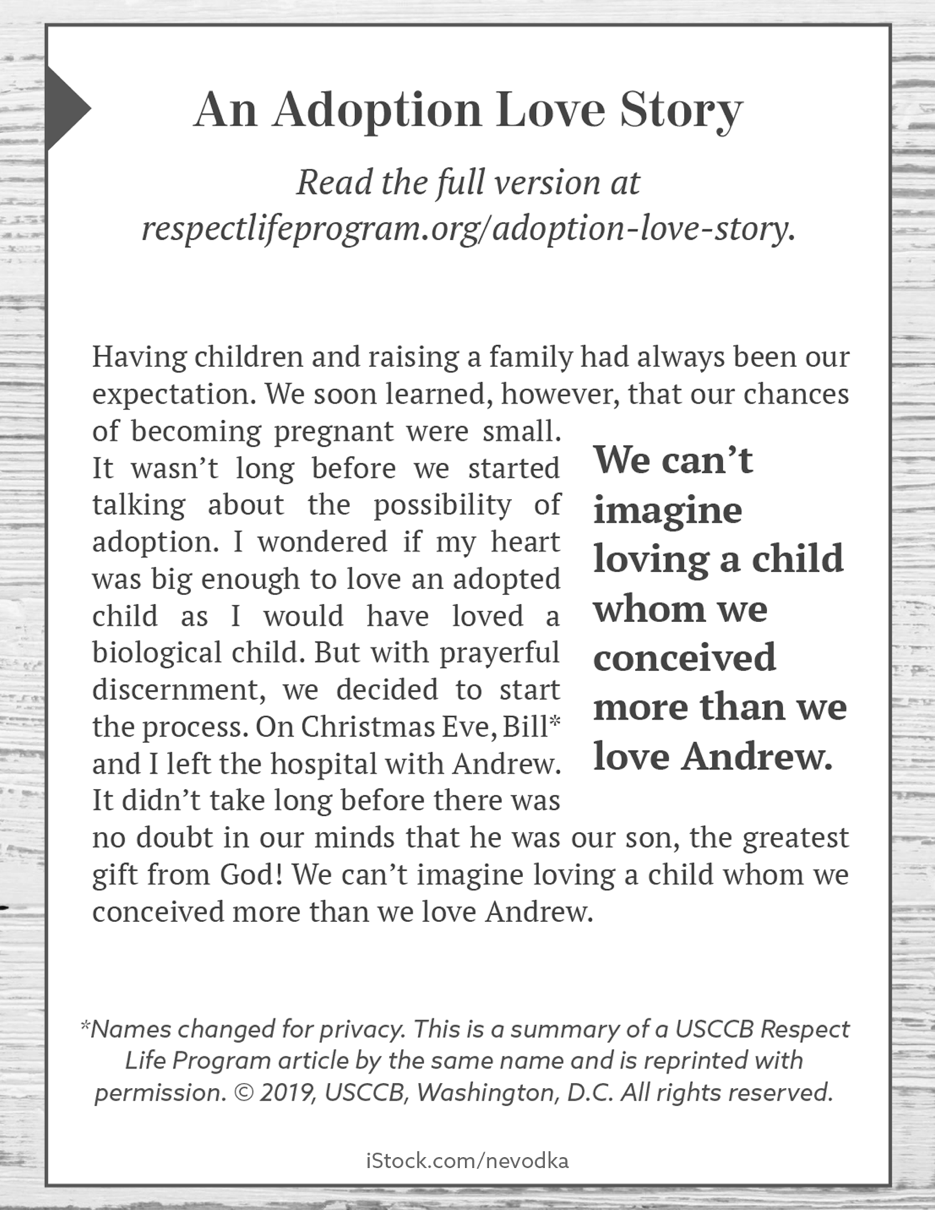 An Adoption Love Story
Read the full version at
respectlifeprogram.org/adoption-love-story.
Having children and raising a family had always been our
expectation. We soon learned, however, that our chances
of becoming pregnant were small.
It wasn't long before we started
talking about the possibility of
adoption. I wondered if my heart
was big enough to love an adopted
child as I would have loved a
biological child. But with prayerful
discernment, we decided to start
the process. On Christmas Eve, Bill*
and I left the hospital with Andrew.
It didn't take long before there was
no doubt in our minds that he was our son, the greatest
gift from God! We can't imagine loving a child whom we
conceived more than we love Andrew.
We can't
imagine
loving a child
whom we
conceived
more than we
love Andrew.
*Names changed for privacy. This is a summary of a USCCB Respect
Life Program article by the same name and is reprinted with
permission. © 2019, USCCB, Washington, D.C. All rights reserved.
iStock.com/nevodka